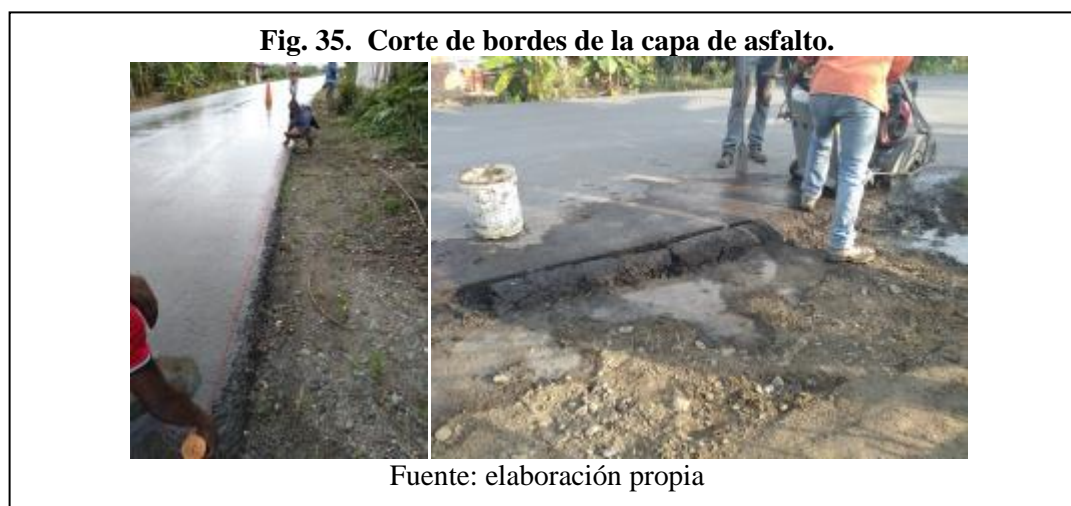 Fig. 35. Corte de bordes de la capa de asfalto.
Fuente: elaboración propia